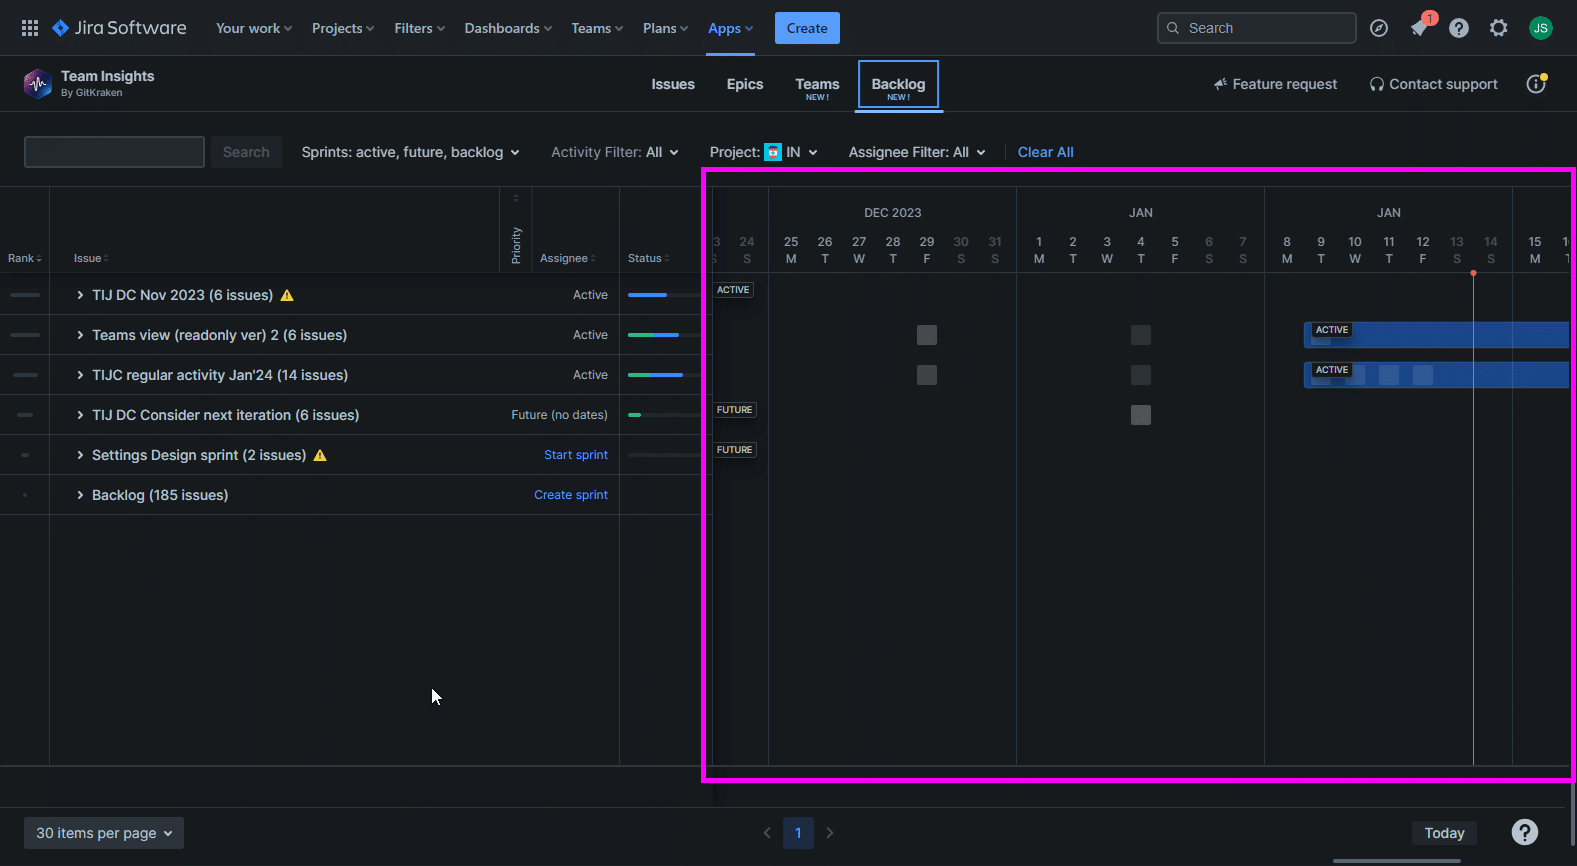 Jira Software Your work Projects Filters Dashboards Teams Plans Apps Create Search 1 JS
Team Insights
By GitKraken
Issues Epics Teams NEW! Backlog NEW!
Feature request Contact support
Search Sprints: active, future, backlog Activity Filter: All Project: IN Assignee Filter: All Clear All
DEC 2023 JAN JAN
3 24 25 26 27 28 29 30 31 1 2 3 4 5 6 7 8 9 10 11 12 13 14 15
Rank Issue Priority Assignee Status S S M T W T F S S M T W T F S S M T W T F S S M
TIJ DC Nov 2023 (6 issues) Active ACTIVE
Teams view (readonly ver) 2 (6 issues) Active ACTIVE
TIJC regular activity Jan'24 (14 issues) Active ACTIVE
TIJ DC Consider next iteration (6 issues) Future (no dates) FUTURE
Settings Design sprint (2 issues) Start sprint FUTURE
Backlog (185 issues) Create sprint
30 items per page 1 Today